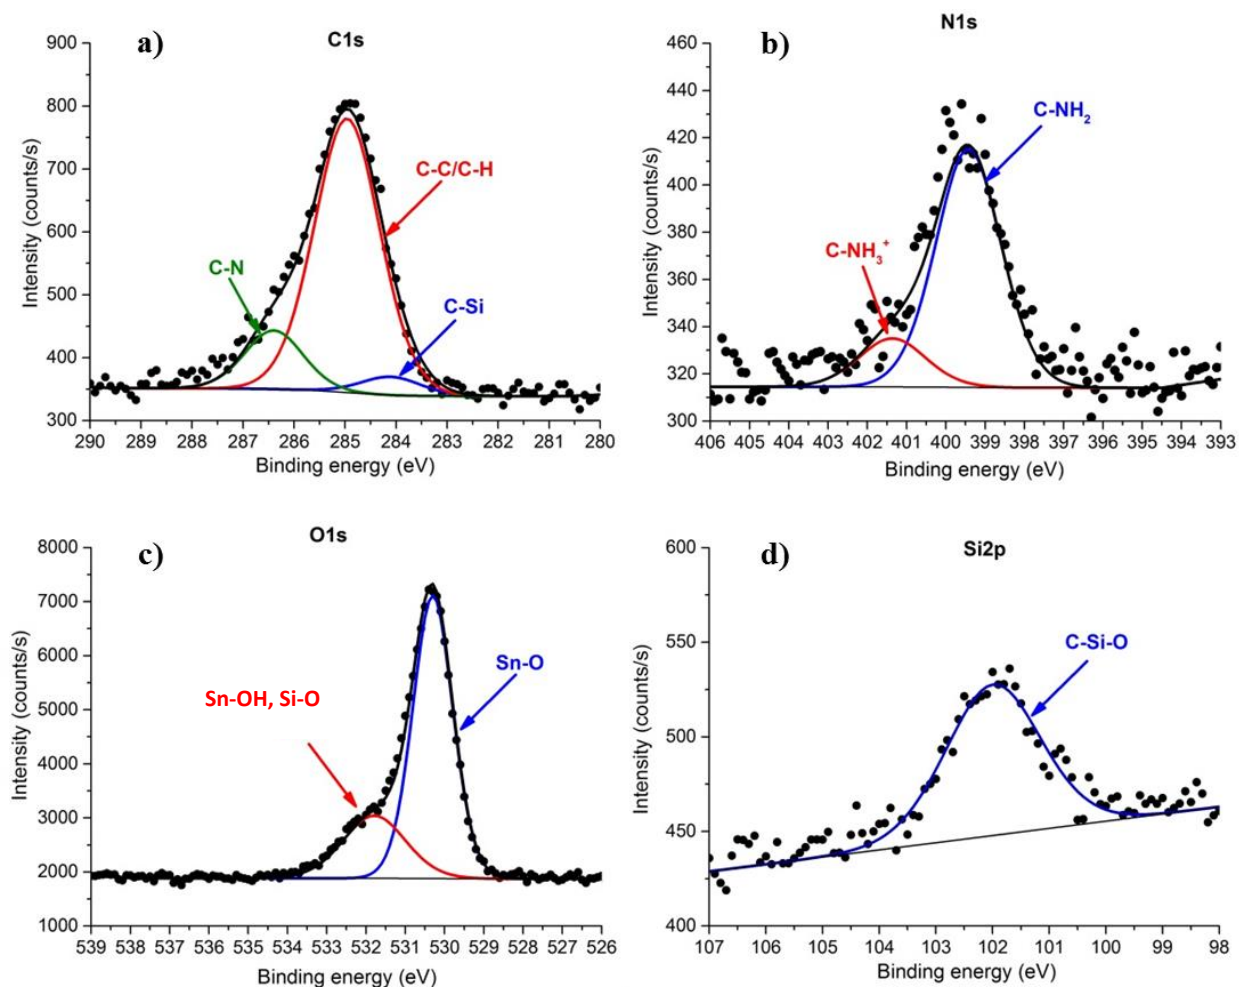 a)
C1s
900
800
700
600
500
400
300
Intensity (counts/s)
C-C/C-H
C-N
C-Si
290 289 288 287 286 285 284 283 282 281 280
Binding energy (eV)
b)
N1s
460
440
420
400
380
360
340
320
300
Intensity (counts/s)
C-NH₂
C-NH₃⁺
406 405 404 403 402 401 400 399 398 397 396 395 394 393
Binding energy (eV)
c)
O1s
8000
7000
6000
5000
4000
3000
2000
1000
Intensity (counts/s)
Sn-O
Sn-OH, Si-O
539 538 537 536 535 534 533 532 531 530 529 528 527 526
Binding energy (eV)
d)
Si2p
600
550
500
450
400
Intensity (counts/s)
C-Si-O
107 106 105 104 103 102 101 100 99 98
Binding energy (eV)